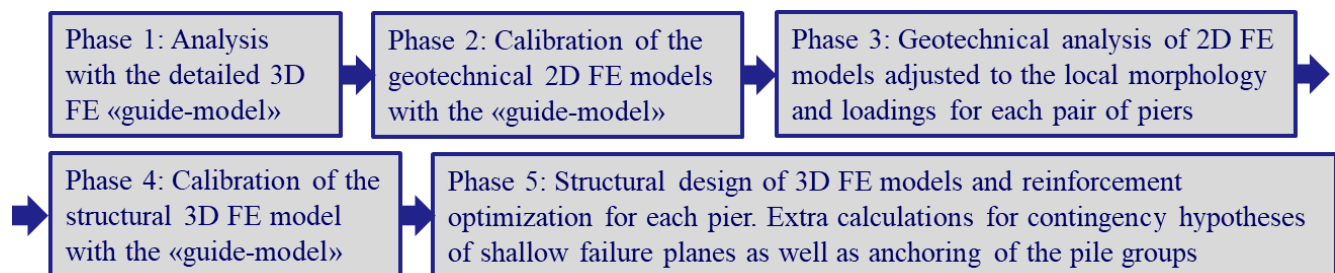 Phase 1: Analysis
with the detailed 3D
FE «guide-model»
Phase 2: Calibration of the
geotechnical 2D FE models
with the «guide-model»
Phase 3: Geotechnical analysis of 2D FE
models adjusted to the local morphology
and loadings for each pair of piers
Phase 4: Calibration of the
structural 3D FE model
with the «guide-model»
Phase 5: Structural design of 3D FE models and reinforcement
optimization for each pier. Extra calculations for contingency hypotheses
of shallow failure planes as well as anchoring of the pile groups